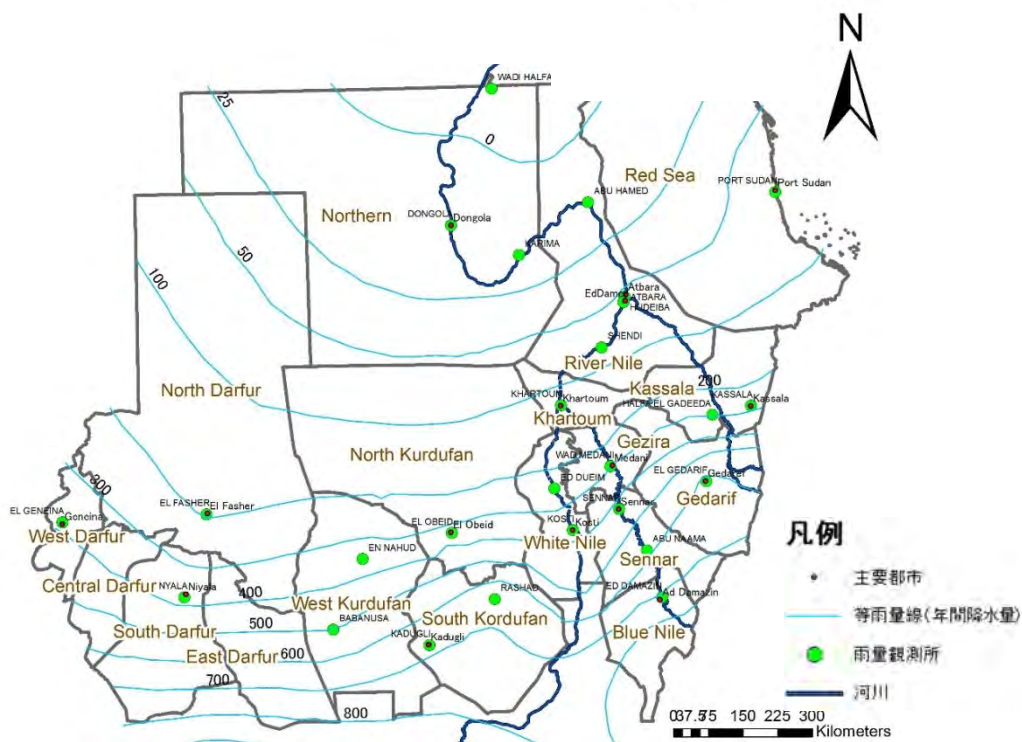 N
WADI HALFA
25
0
Red Sea
PORT SUDAN
Port Sudan
ABU HAMED
Northern
Dongola
KARIMA
50
100
Atbara
EdDamer
ATBARA
HUDEIBA
SHENDI
River Nile
North Darfur
Kassala
200
KASSALA
Kassala
KHARTOUM
Khartoum
HALFA EL GADEEDA
Khartoum
Gezira
North Kurdufan
WAD MEDANI
Medani
EL GEDARIF
Gedaref
300
ED DUEIM
Gedarif
EL FASHER
El Fasher
SENNAR
Sennar
EL GENEINA
Geneina
West Darfur
EL OBEID
El Obeid
KOSTI
Kosti
White Nile
凡例
EN NAHUD
ABU NAAMA
Sennar
Central Darfur
主要都市
NYALA
Niyala
400
West Kurdufan
RASHAD
ED DAMAZIN
Ad Damazin
South Kordofan
等雨量線(年間降水量)
500
South Darfur
BABANUSA
Blue Nile
KADUGLI
Kadugli
East Darfur
600
雨量観測所
700
河川
800
037.575 150 225 300
Kilometers